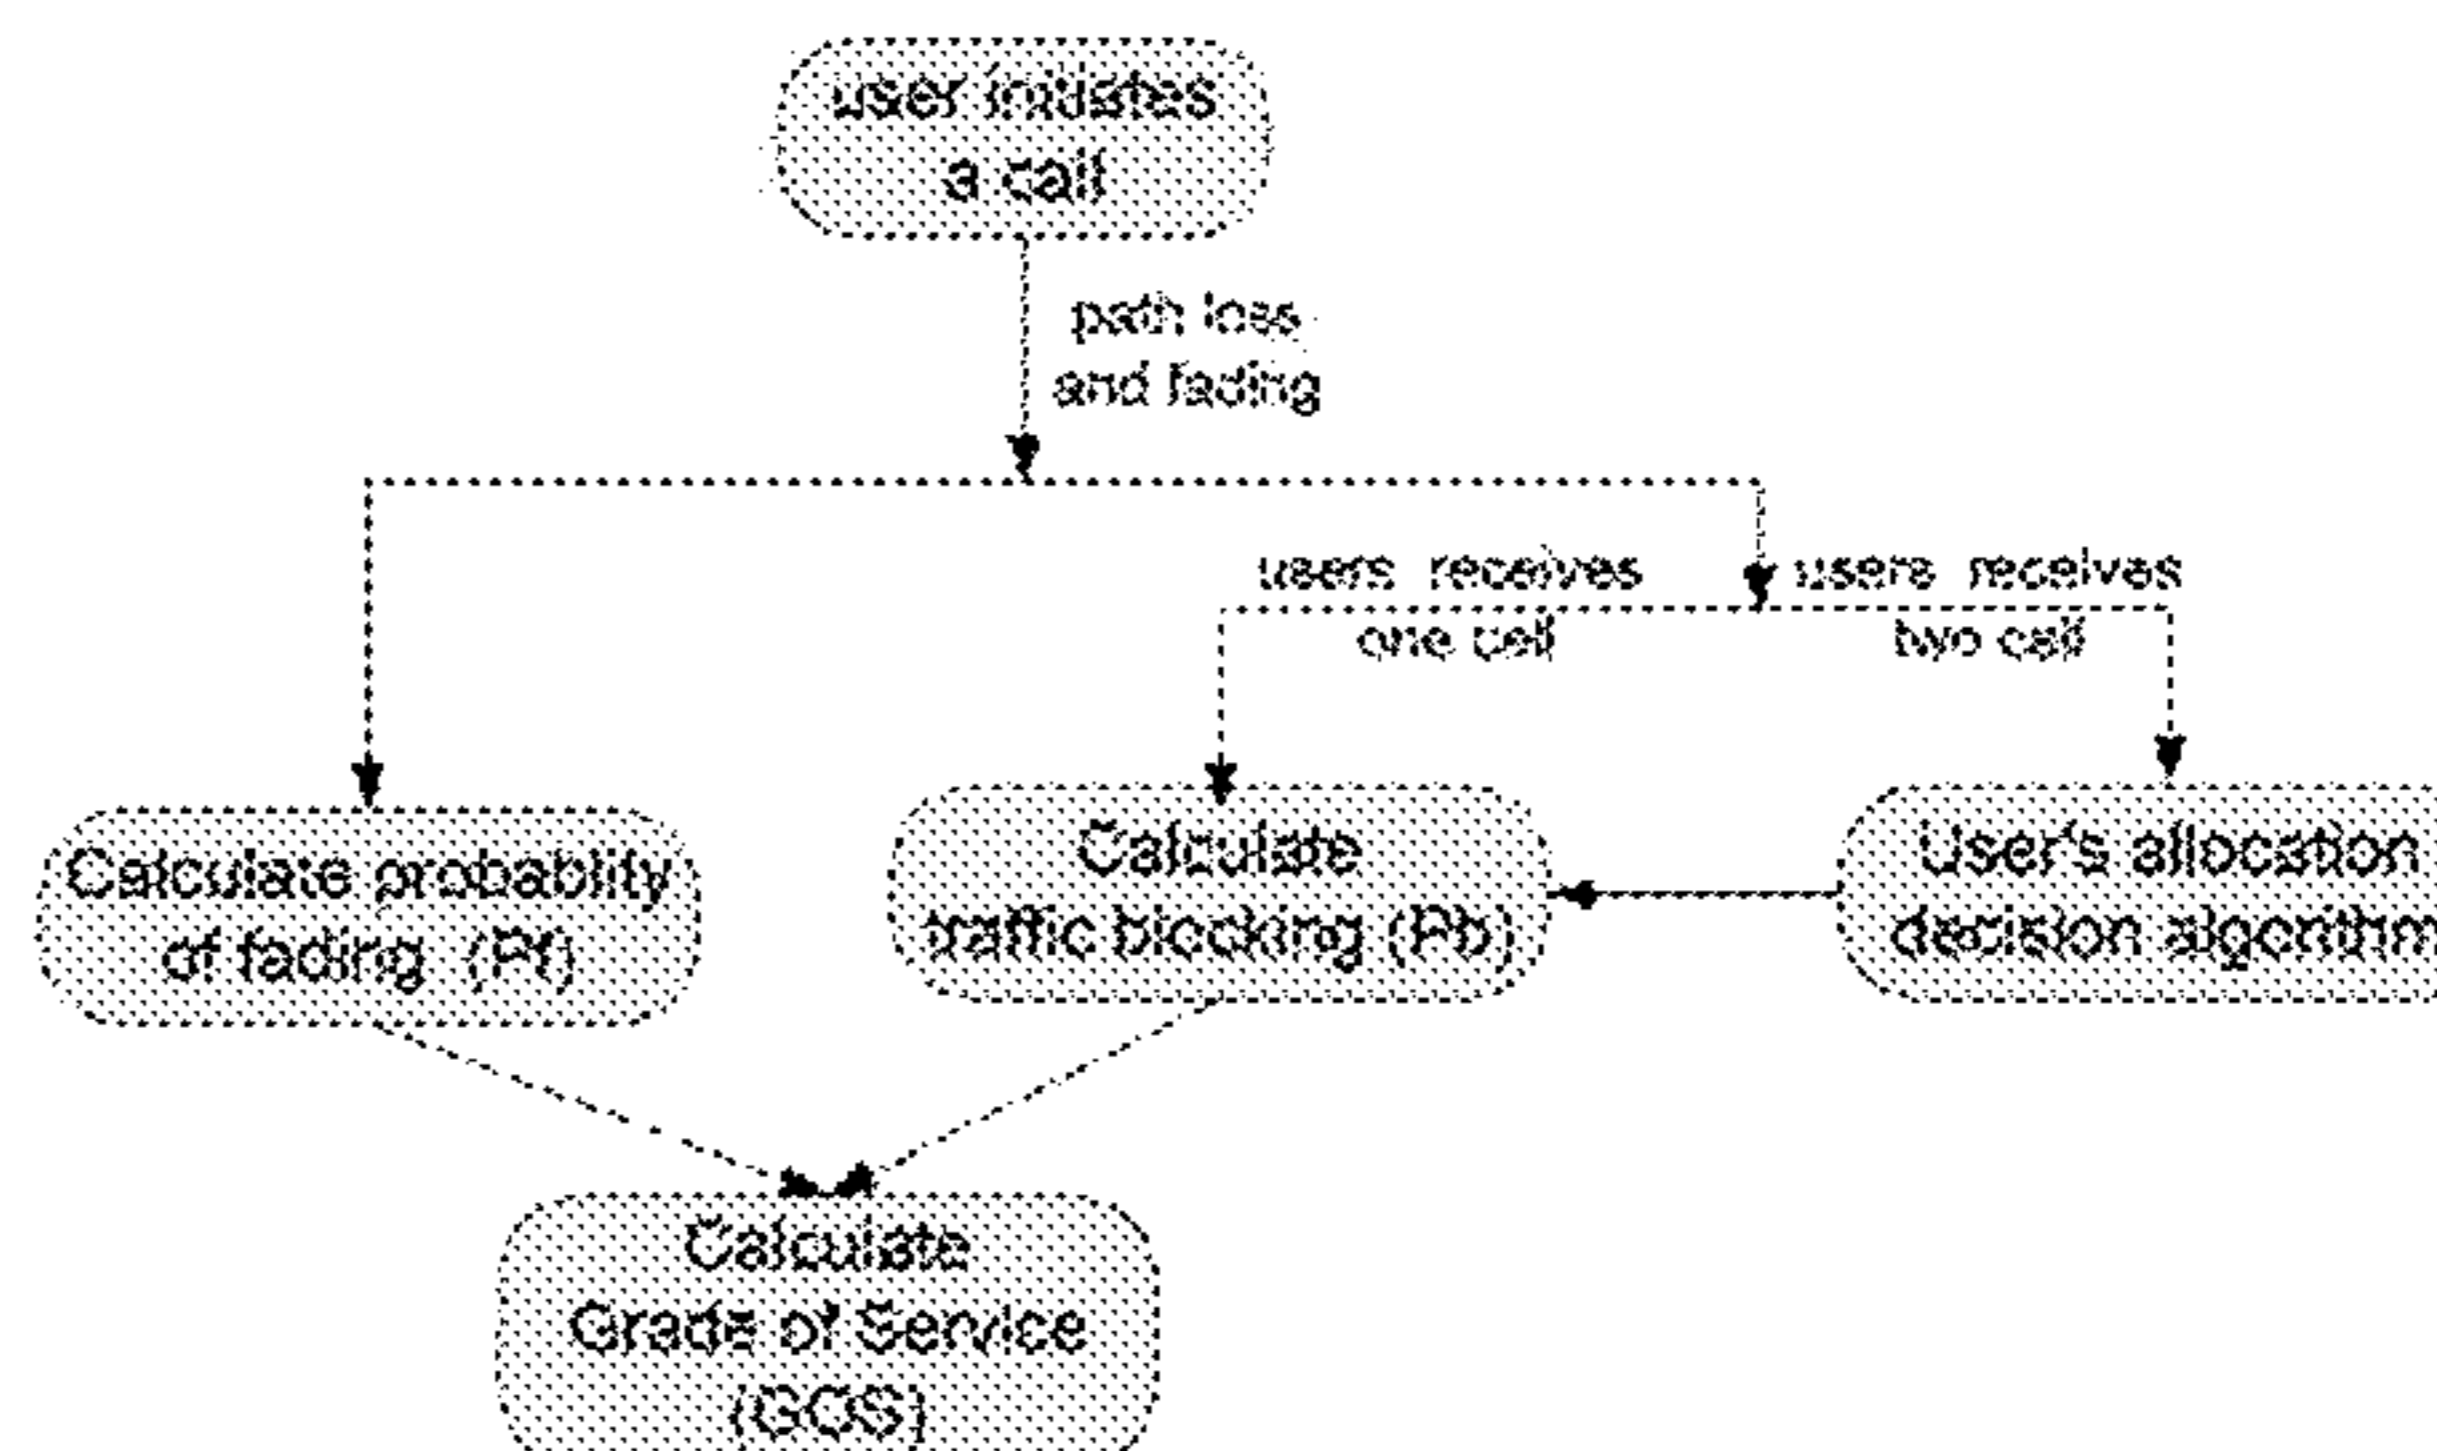 user initiates
a call
path loss
and fading
users receives
one cell
users receives
two call
Calculate probablity
of fading (Pf)
Calculate
traffic blocking (Pb)
User's allocation
decision algorithm
Calculate
Grade of Service
(GOS)